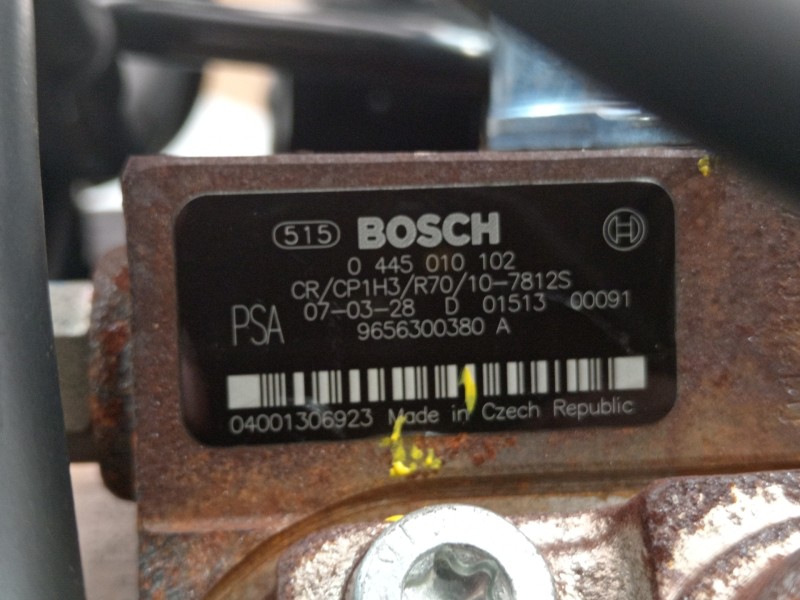 515 BOSCH
0 445 010 102
CR/CP1H3/R70/10-7812S
07-03-28 D 01513 00091
PSA 9656300380 A
04001306923 Made in Czech Republic